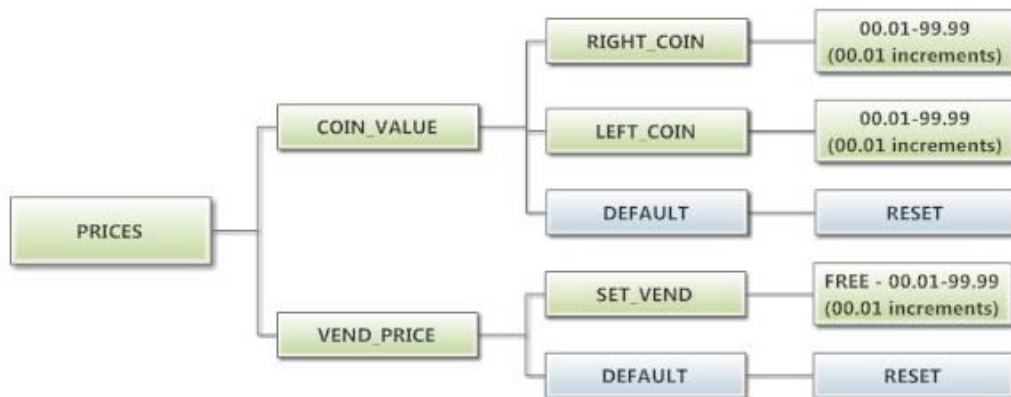 PRICES
COIN_VALUE
RIGHT_COIN
00.01-99.99
(00.01 increments)
LEFT_COIN
00.01-99.99
(00.01 increments)
DEFAULT
RESET
VEND_PRICE
SET_VEND
FREE - 00.01-99.99
(00.01 increments)
DEFAULT
RESET